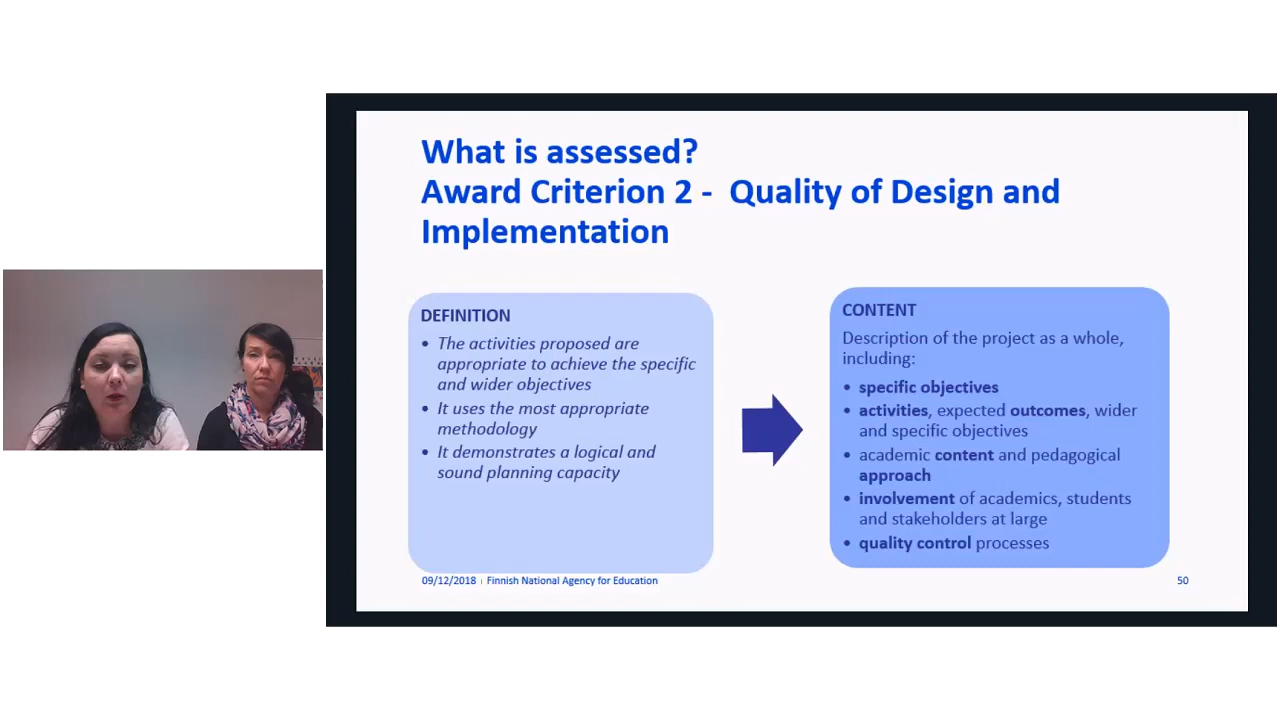 What is assessed?
Award Criterion 2 -  Quality of Design and
Implementation
DEFINITION
• The activities proposed are
appropriate to achieve the specific
and wider objectives
• It uses the most appropriate
methodology
• It demonstrates a logical and
sound planning capacity
CONTENT
Description of the project as a whole,
including:
• specific objectives
• activities, expected outcomes, wider
and specific objectives
• academic content and pedagogical
approach
• involvement of academics, students
and stakeholders at large
• quality control processes
09/12/2018 | Finnish National Agency for Education
50